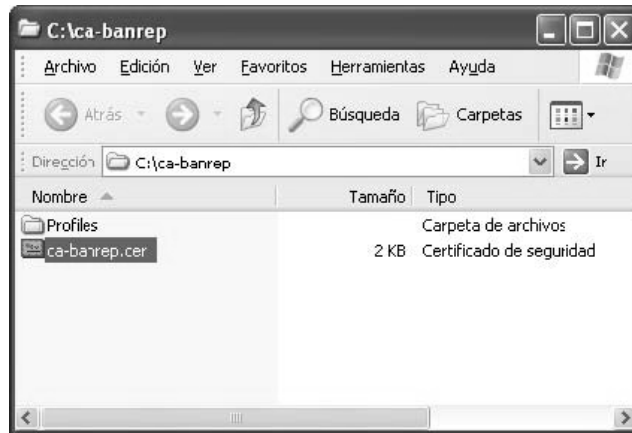 C:\ca-banrep
Archivo Edición Ver Favoritos Herramientas Ayuda
Atrás Búsqueda Carpetas
Dirección C:\ca-banrep Ir
Nombre Tamaño Tipo
Profiles Carpeta de archivos
ca-banrep.cer 2 KB Certificado de seguridad